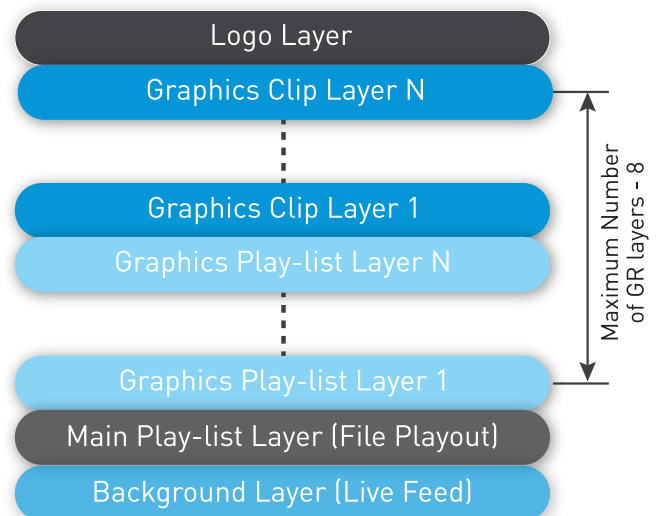 Logo Layer
Graphics Clip Layer N
Graphics Clip Layer 1
Graphics Play-list Layer N
Graphics Play-list Layer 1
Main Play-list Layer (File Playout)
Background Layer (Live Feed)
Maximum Number
of GR layers - 8